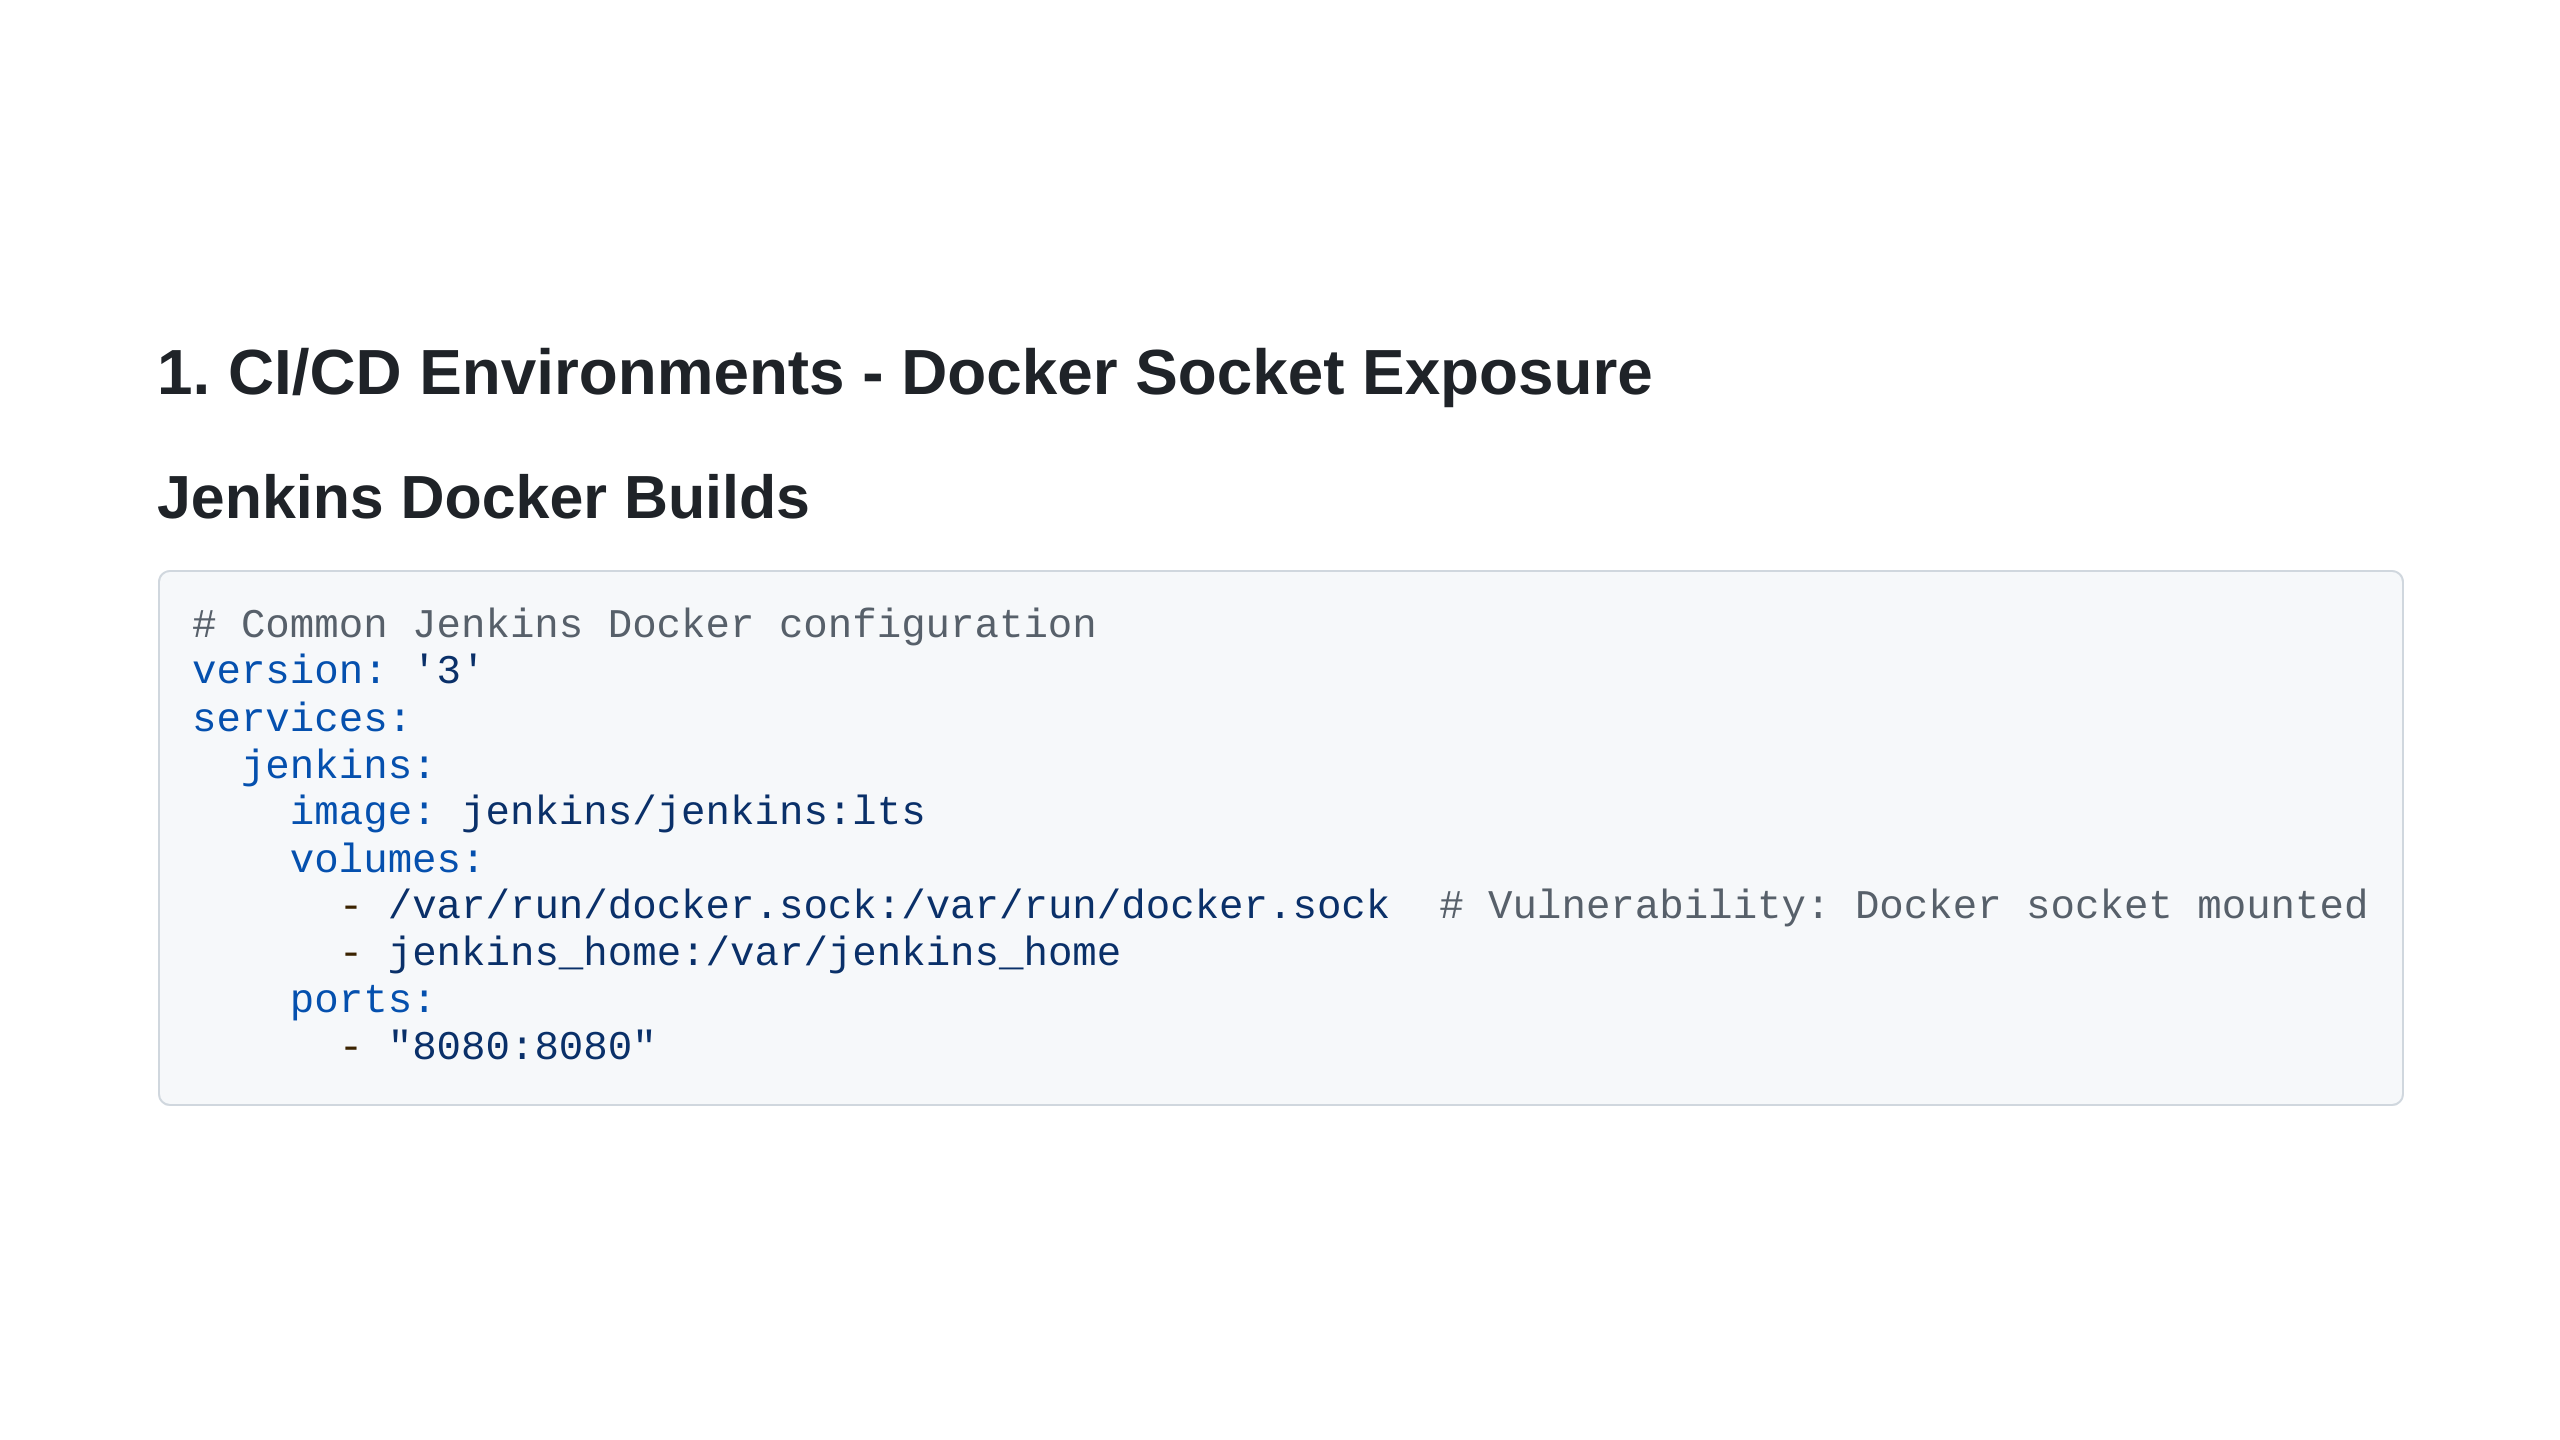 1. CI/CD Environments - Docker Socket Exposure
Jenkins Docker Builds
# Common Jenkins Docker configuration
version: '3'
services:
  jenkins:
    image: jenkins/jenkins:lts
    volumes:
      - /var/run/docker.sock:/var/run/docker.sock  # Vulnerability: Docker socket mounted
      - jenkins_home:/var/jenkins_home
    ports:
      - "8080:8080"